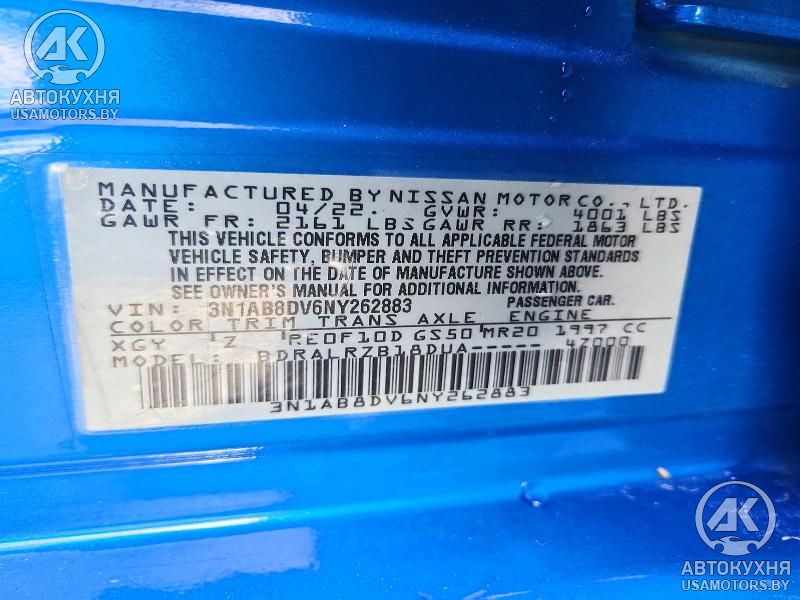 АК
АВТОКУХНЯ
USAMOTORS.BY
MANUFACTURED BY NISSAN MOTOR CO., LTD.
DATE: 04/22. GVWR: 4001 LBS
GAWR FR: 2161 LBS GAWR RR: 1863 LBS
THIS VEHICLE CONFORMS TO ALL APPLICABLE FEDERAL MOTOR
VEHICLE SAFETY, BUMPER AND THEFT PREVENTION STANDARDS
IN EFFECT ON THE DATE OF MANUFACTURE SHOWN ABOVE.
SEE OWNER'S MANUAL FOR ADDITIONAL INFORMATION.
VIN: 3N1AB8DV6NY262883 PASSENGER CAR.
COLOR TRIM TRANS AXLE ENGINE
XGY Z RE0F10D GS50 MR20 1997 CC
MODEL: BDRALRZB18DUA----- 47000
3N1AB8DV6NY262883
АК
АВТОКУХНЯ
USAMOTORS.BY